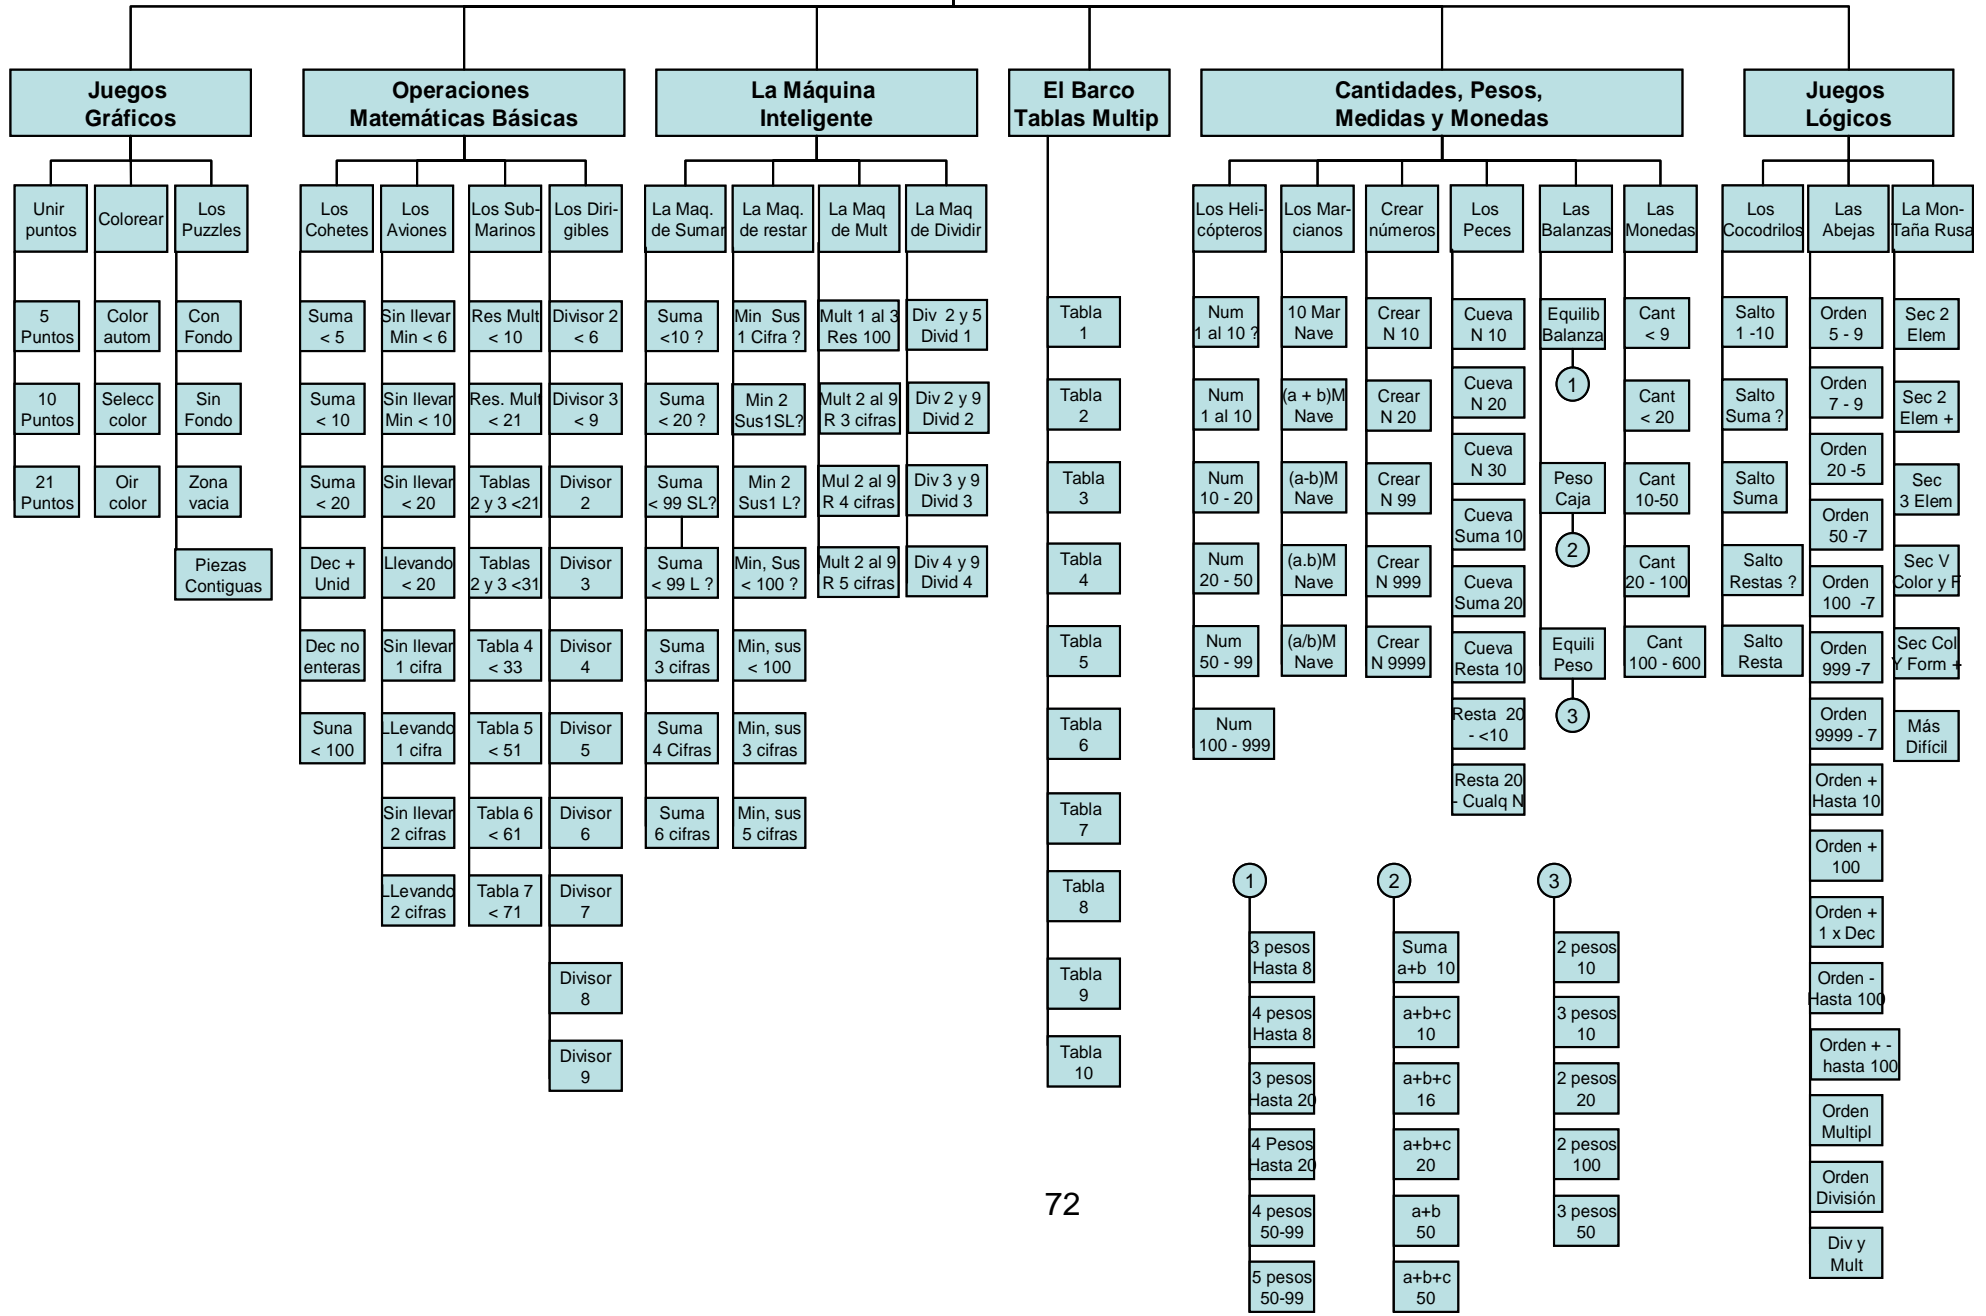 Juegos
Gráficos
Operaciones
Matemáticas Básicas
La Máquina
Inteligente
El Barco
Tablas Multip
Cantidades, Pesos,
Medidas y Monedas
Juegos
Lógicos
Unir
puntos
Colorear
Los
Puzzles
Los
Cohetes
Los
Aviones
Los Sub-
Marinos
Los Diri-
gibles
La Maq.
de Sumar
La Maq.
de restar
La Maq
de Mult
La Maq
de Dividir
Los Heli-
cópteros
Los Mar-
cianos
Crear
números
Los
Peces
Las
Balanzas
Las
Monedas
Los
Cocodrilos
Las
Abejas
La Mon-
Taña Rusa
5
Puntos
10
Puntos
21
Puntos
Color
autom
Selecc
color
Oir
color
Con
Fondo
Sin
Fondo
Zona
vacia
Piezas
Contiguas
Suma
< 5
Suma
< 10
Suma
< 20
Dec +
Unid
Dec no
enteras
Suna
< 100
Sin llevar
Min < 6
Sin llevar
Min < 10
Sin llevar
< 20
Llevando
< 20
Sin llevar
1 cifra
LLevando
1 cifra
Sin llevar
2 cifras
LLevando
2 cifras
Res Mult
< 10
Res. Mult
< 21
Tablas
2 y 3 <21
Tablas
2 y 3 <31
Tabla 4
< 33
Tabla 5
< 51
Tabla 6
< 61
Tabla 7
< 71
Divisor 2
< 6
Divisor 3
< 9
Divisor
2
Divisor
3
Divisor
4
Divisor
5
Divisor
6
Divisor
7
Divisor
8
Divisor
9
Suma
<10 ?
Suma
< 20 ?
Suma
< 99 SL?
Suma
< 99 L ?
Suma
3 cifras
Suma
4 Cifras
Suma
6 cifras
Min Sus
1 Cifra ?
Min 2
Sus1SL?
Min 2
Sus1 L?
Min, Sus
< 100 ?
Min, sus
< 100
Min, sus
3 cifras
Min, sus
5 cifras
Mult 1 al 3
Res 100
Mult 2 al 9
R 3 cifras
Mul 2 al 9
R 4 cifras
Mult 2 al 9
R 5 cifras
Div 2 y 5
Divid 1
Div 2 y 9
Divid 2
Div 3 y 9
Divid 3
Div 4 y 9
Divid 4
Tabla
1
Tabla
2
Tabla
3
Tabla
4
Tabla
5
Tabla
6
Tabla
7
Tabla
8
Tabla
9
Tabla
10
Num
1 al 10 ?
Num
1 al 10
Num
10 - 20
Num
20 - 50
Num
50 - 99
Num
100 - 999
10 Mar
Nave
(a + b)M
Nave
(a-b)M
Nave
(a.b)M
Nave
(a/b)M
Nave
Crear
N 10
Crear
N 20
Crear
N 99
Crear
N 999
Crear
N 9999
Cueva
N 10
Cueva
N 20
Cueva
N 30
Cueva
Suma 10
Cueva
Suma 20
Cueva
Resta 10
Resta 20
- <10
Resta 20
- Cualq N
Equilib
Balanza
1
Peso
Caja
2
Equili
Peso
3
Cant
< 9
Cant
< 20
Cant
10-50
Cant
20 - 100
Cant
100 - 600
Salto
1 -10
Salto
Suma ?
Salto
Suma
Salto
Restas ?
Salto
Resta
Orden
5 - 9
Orden
7 - 9
Orden
20 -5
Orden
50 -7
Orden
100 -7
Orden
999 -7
Orden
9999 - 7
Orden +
Hasta 10
Orden +
100
Orden +
1 x Dec
Orden -
Hasta 100
Orden + -
hasta 100
Orden
Multipl
Orden
División
Div y
Mult
Sec 2
Elem
Sec 2
Elem +
Sec
3 Elem
Sec V
Color y F
Sec Col
Y Form +
Más
Difícil
1
3 pesos
Hasta 8
4 pesos
Hasta 8
3 pesos
Hasta 20
4 Pesos
Hasta 20
4 pesos
50-99
5 pesos
50-99
2
Suma
a+b 10
a+b+c
10
a+b+c
16
a+b+c
20
a+b
50
a+b+c
50
3
2 pesos
10
3 pesos
10
2 pesos
20
2 pesos
100
3 pesos
50
72